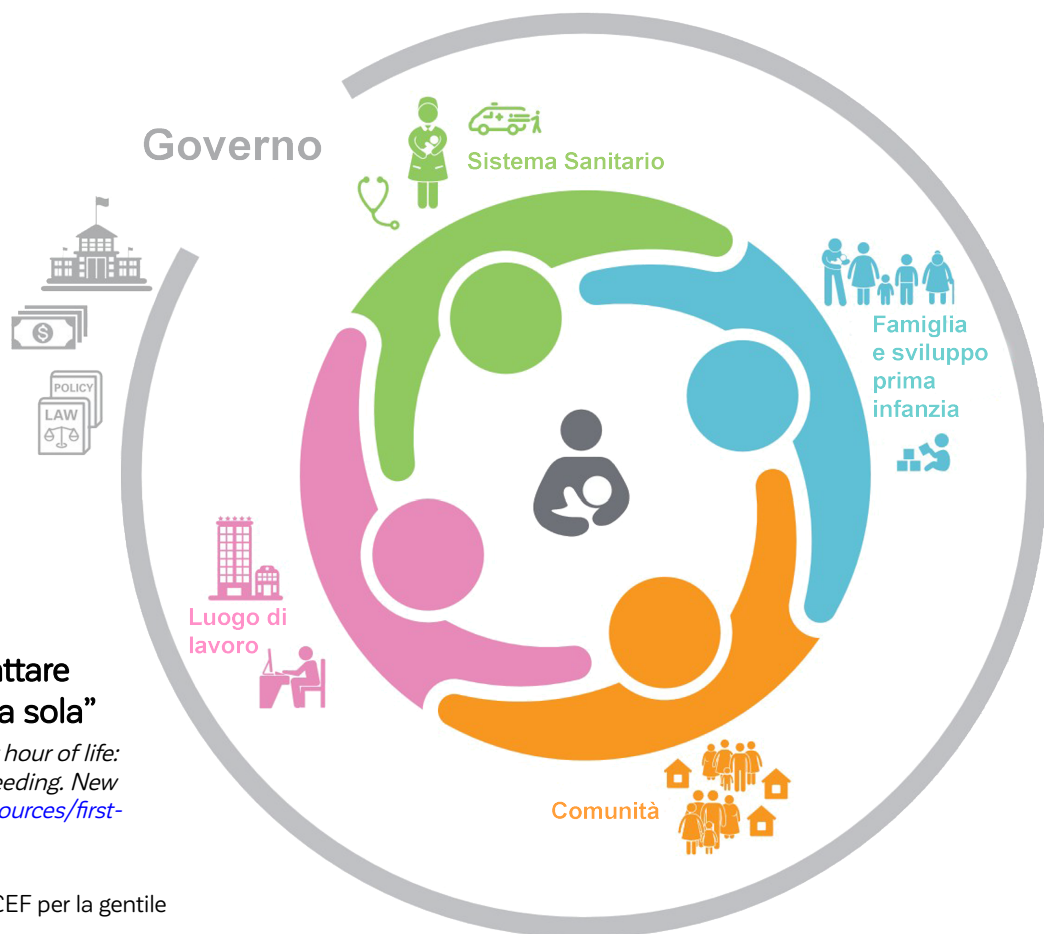 Governo
Sistema Sanitario
Famiglia
e sviluppo
prima
infanzia
$
POLICY
LAW
Luogo di
lavoro
Comunità
ttare
a sola”
hour of life:
eeding. New
ources/first-
CEF per la gentile